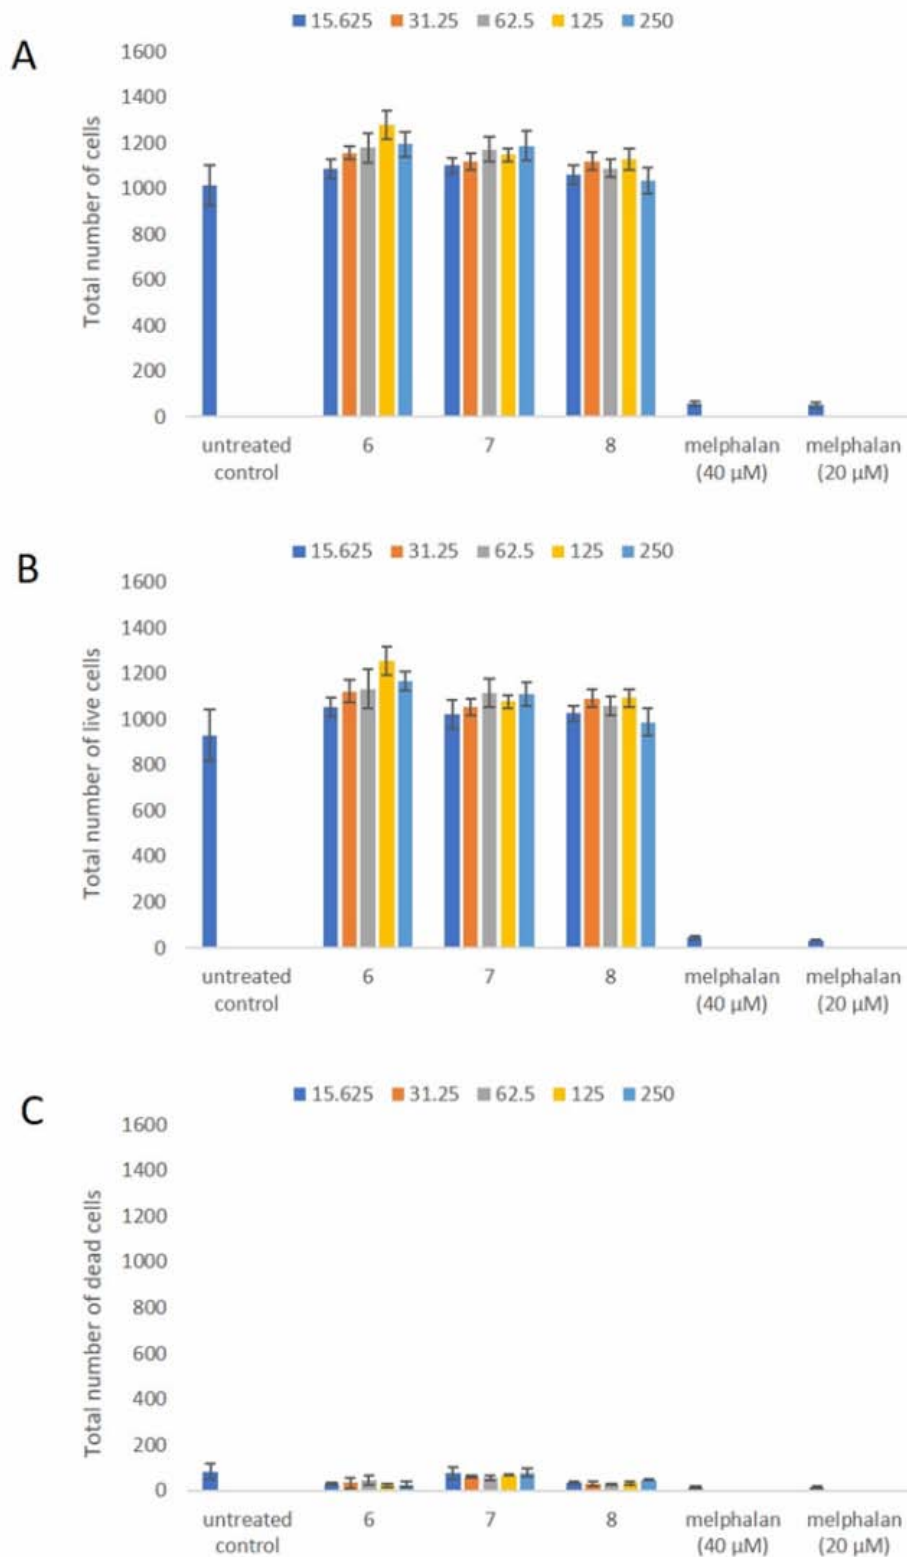 A
15.625 31.25 62.5 125 250
Total number of cells
1600
1400
1200
1000
800
600
400
200
0
untreated control
6
7
8
melphalan (40 µM)
melphalan (20 µM)
B
15.625 31.25 62.5 125 250
Total number of live cells
1600
1400
1200
1000
800
600
400
200
0
untreated control
6
7
8
melphalan (40 µM)
melphalan (20 µM)
C
15.625 31.25 62.5 125 250
Total number of dead cells
1600
1400
1200
1000
800
600
400
200
0
untreated control
6
7
8
melphalan (40 µM)
melphalan (20 µM)